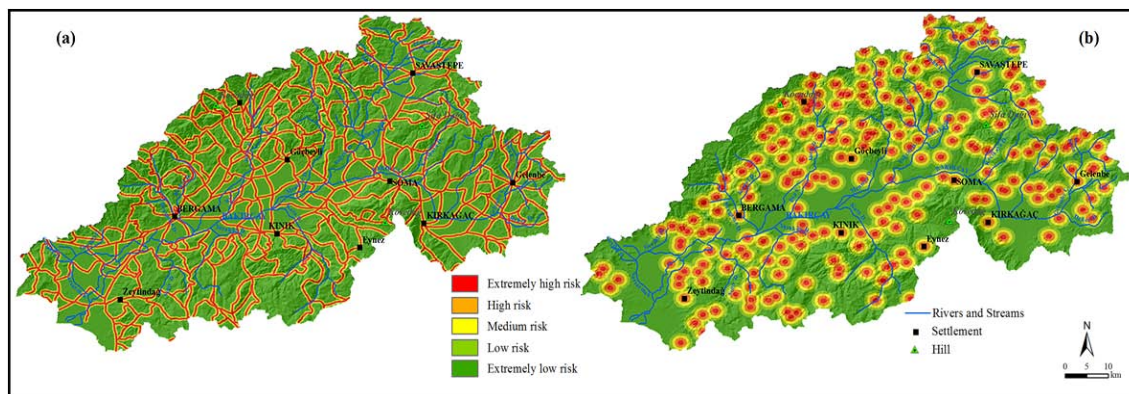 (a)
SAVAŞTEPE
Göçbeyli
SOMA
Gelenbe
BERGAMA
BAKIRÇAY
KIRKAĞAÇ
KINIK
Eynez
Zeytindağ
Extremely high risk
High risk
Medium risk
Low risk
Extremely low risk
(b)
SAVAŞTEPE
Göçbeyli
SOMA
Gelenbe
BERGAMA
BAKIRÇAY
KIRKAĞAÇ
KINIK
Eynez
Zeytindağ
Rivers and Streams
Settlement
Hill
N
0 5 10
km